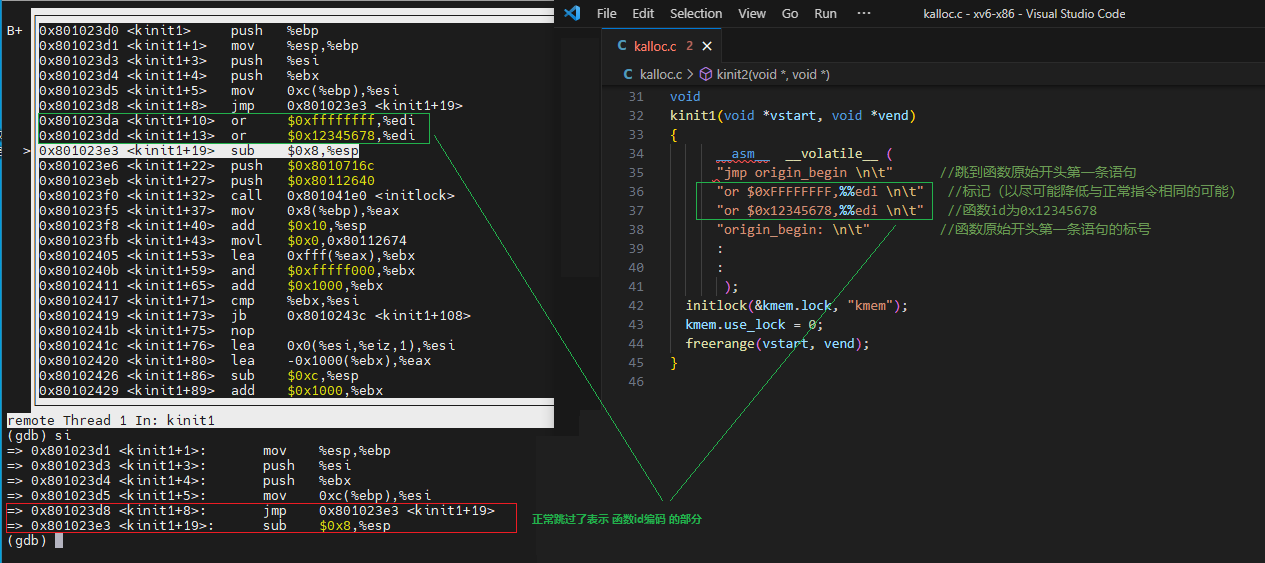 B+
0x801023d0 <kinit1> push %ebp
0x801023d1 <kinit1+1> mov %esp,%ebp
0x801023d3 <kinit1+3> push %esi
0x801023d4 <kinit1+4> push %ebx
0x801023d5 <kinit1+5> mov 0xc(%ebp),%esi
0x801023d8 <kinit1+8> jmp 0x801023e3 <kinit1+19>
0x801023da <kinit1+10> or $0xffffffff,%edi
0x801023dd <kinit1+13> or $0x12345678,%edi
> 0x801023e3 <kinit1+19> sub $0x8,%esp
0x801023e6 <kinit1+22> push $0x8010716c
0x801023eb <kinit1+27> push $0x80112640
0x801023f0 <kinit1+32> call 0x801041e0 <initlock>
0x801023f5 <kinit1+37> mov 0x8(%ebp),%eax
0x801023f8 <kinit1+40> add $0x10,%esp
0x801023fb <kinit1+43> movl $0x0,0x80112674
0x80102405 <kinit1+53> lea 0xfff(%eax),%ebx
0x8010240b <kinit1+59> and $0xfffff000,%ebx
0x80102411 <kinit1+65> add $0x1000,%ebx
0x80102417 <kinit1+71> cmp %ebx,%esi
0x80102419 <kinit1+73> jb 0x8010243c <kinit1+108>
0x8010241b <kinit1+75> nop
0x8010241c <kinit1+76> lea 0x0(%esi,%eiz,1),%esi
0x80102420 <kinit1+80> lea -0x1000(%ebx),%eax
0x80102426 <kinit1+86> sub $0xc,%esp
0x80102429 <kinit1+89> add $0x1000,%ebx
remote Thread 1 In: kinit1
(gdb) si
=> 0x801023d1 <kinit1+1>: mov %esp,%ebp
=> 0x801023d3 <kinit1+3>: push %esi
=> 0x801023d4 <kinit1+4>: push %ebx
=> 0x801023d5 <kinit1+5>: mov 0xc(%ebp),%esi
=> 0x801023d8 <kinit1+8>: jmp 0x801023e3 <kinit1+19>
=> 0x801023e3 <kinit1+19>: sub $0x8,%esp
(gdb)
File Edit Selection View Go Run ··· kalloc.c - xv6-x86 - Visual Studio Code
C kalloc.c 2 ×
C kalloc.c > kinit2(void *, void *)
31 void
32 kinit1(void *vstart, void *vend)
33 {
34 __asm__ __volatile__ (
35 "jmp origin_begin \n\t" //跳到函数原始开头第一条语句
36 "or $0xFFFFFFFF,%%edi \n\t" //标记（以尽可能降低与正常指令相同的可能）
37 "or $0x12345678,%%edi \n\t" //函数id为0x12345678
38 "origin_begin: \n\t" //函数原始开头第一条语句的标号
39 :
40 :
41 );
42 initlock(&kmem.lock, "kmem");
43 kmem.use_lock = 0;
44 freerange(vstart, vend);
45 }
46
正常跳过了表示 函数id编码 的部分